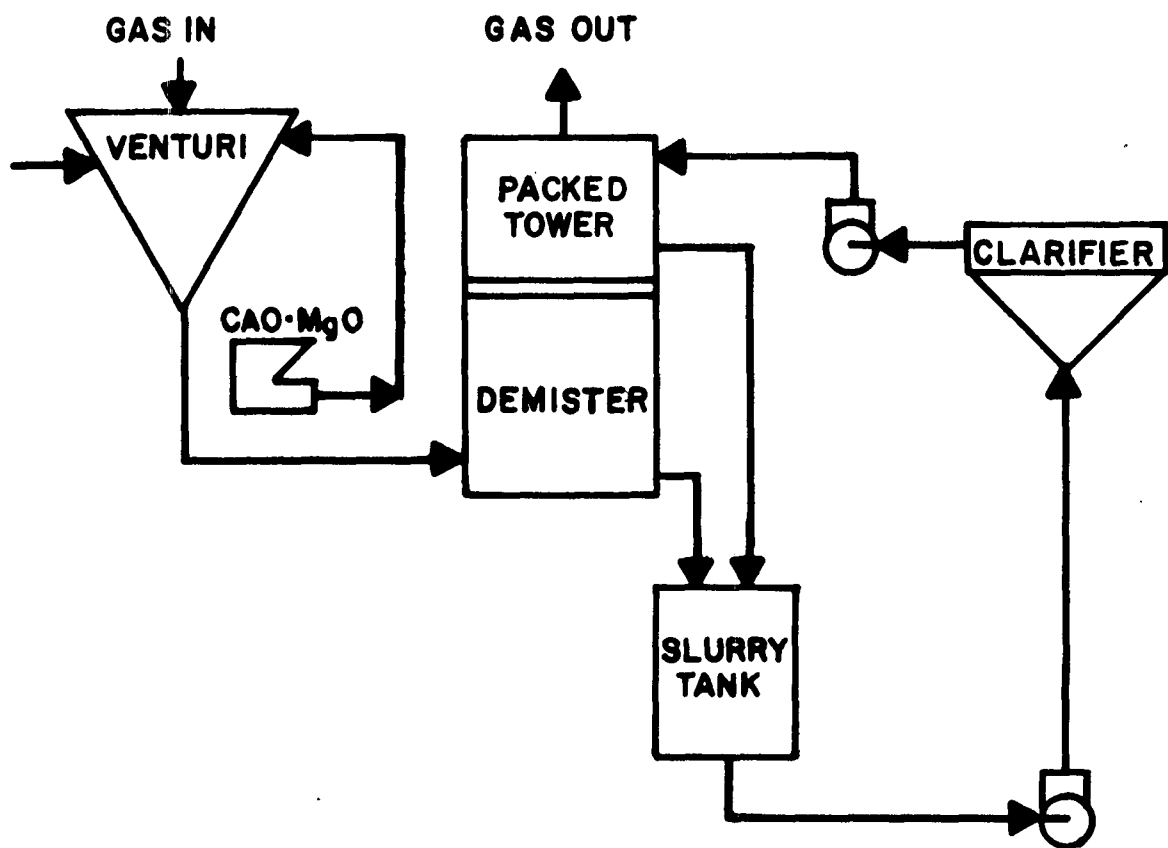 GAS IN
GAS OUT
VENTURI
PACKED
TOWER
CLARIFIER
CAO·MgO
DEMISTER
SLURRY
TANK